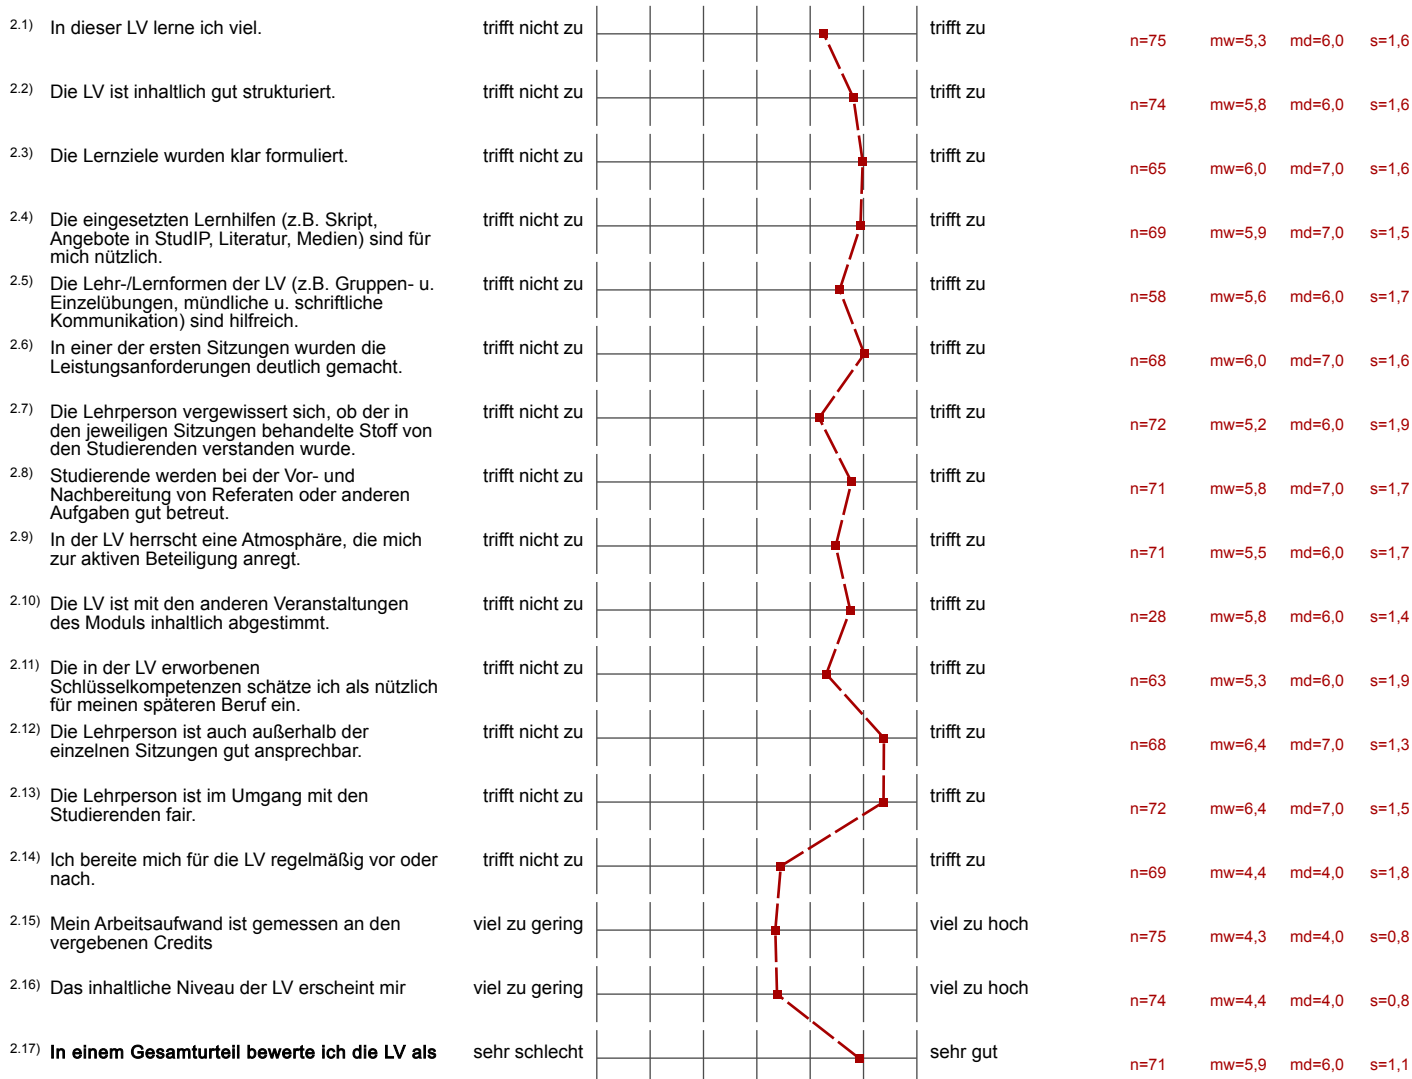 2.1) In dieser LV lerne ich viel. trifft nicht zu trifft zu n=75 mw=5,3 md=6,0 s=1,6
2.2) Die LV ist inhaltlich gut strukturiert. trifft nicht zu trifft zu n=74 mw=5,8 md=6,0 s=1,6
2.3) Die Lernziele wurden klar formuliert. trifft nicht zu trifft zu n=65 mw=6,0 md=7,0 s=1,6
2.4) Die eingesetzten Lernhilfen (z.B. Skript, trifft nicht zu trifft zu n=69 mw=5,9 md=7,0 s=1,5
Angebote in StudIP, Literatur, Medien) sind für
mich nützlich.
2.5) Die Lehr-/Lernformen der LV (z.B. Gruppen- u. trifft nicht zu trifft zu n=58 mw=5,6 md=6,0 s=1,7
Einzelübungen, mündliche u. schriftliche
Kommunikation) sind hilfreich.
2.6) In einer der ersten Sitzungen wurden die trifft nicht zu trifft zu n=68 mw=6,0 md=7,0 s=1,6
Leistungsanforderungen deutlich gemacht.
2.7) Die Lehrperson vergewissert sich, ob der in trifft nicht zu trifft zu n=72 mw=5,2 md=6,0 s=1,9
den jeweiligen Sitzungen behandelte Stoff von
den Studierenden verstanden wurde.
2.8) Studierende werden bei der Vor- und trifft nicht zu trifft zu n=71 mw=5,8 md=7,0 s=1,7
Nachbereitung von Referaten oder anderen
Aufgaben gut betreut.
2.9) In der LV herrscht eine Atmosphäre, die mich trifft nicht zu trifft zu n=71 mw=5,5 md=6,0 s=1,7
zur aktiven Beteiligung anregt.
2.10) Die LV ist mit den anderen Veranstaltungen trifft nicht zu trifft zu n=28 mw=5,8 md=6,0 s=1,4
des Moduls inhaltlich abgestimmt.
2.11) Die in der LV erworbenen trifft nicht zu trifft zu n=63 mw=5,3 md=6,0 s=1,9
Schlüsselkompetenzen schätze ich als nützlich
für meinen späteren Beruf ein.
2.12) Die Lehrperson ist auch außerhalb der trifft nicht zu trifft zu n=68 mw=6,4 md=7,0 s=1,3
einzelnen Sitzungen gut ansprechbar.
2.13) Die Lehrperson ist im Umgang mit den trifft nicht zu trifft zu n=72 mw=6,4 md=7,0 s=1,5
Studierenden fair.
2.14) Ich bereite mich für die LV regelmäßig vor oder trifft nicht zu trifft zu n=69 mw=4,4 md=4,0 s=1,8
nach.
2.15) Mein Arbeitsaufwand ist gemessen an den viel zu gering viel zu hoch n=75 mw=4,3 md=4,0 s=0,8
vergebenen Credits
2.16) Das inhaltliche Niveau der LV erscheint mir viel zu gering viel zu hoch n=74 mw=4,4 md=4,0 s=0,8
2.17) In einem Gesamturteil bewerte ich die LV als sehr schlecht sehr gut n=71 mw=5,9 md=6,0 s=1,1